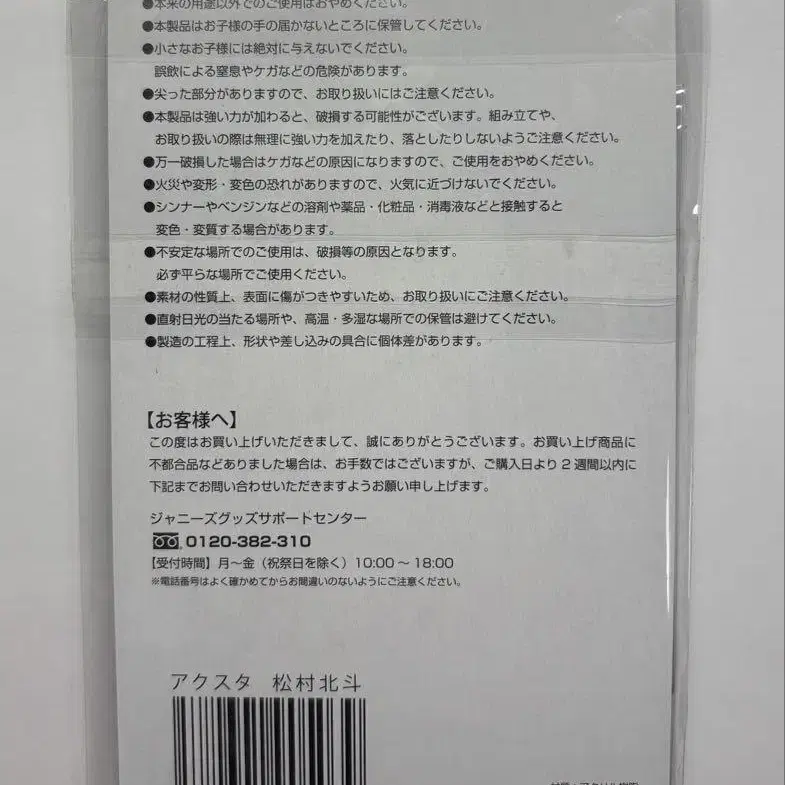 ●本来の用途以外でのご使用はおやめください。
●本製品はお子様の手の届かないところに保管してください。
●小さなお子様には絶対に与えないでください。
誤飲による窒息やケガなどの危険があります。
●尖った部分がありますので、お取り扱いにはご注意ください。
●本製品は強い力が加わると、破損する可能性がございます。組み立てや、
お取り扱いの際は無理に強い力を加えたり、落としたりしないようご注意ください。
●万一破損した場合はケガなどの原因になりますので、ご使用をおやめください。
●火災や変形・変色の恐れがありますので、火気に近づけないでください。
●シンナーやベンジンなどの溶剤や薬品・化粧品・消毒液などと接触すると
変色・変質する場合があります。
●不安定な場所でのご使用は、破損等の原因となります。
必ず平らな場所でご使用ください。
●素材の性質上、表面に傷がつきやすいため、お取り扱いにご注意ください。
●直射日光の当たる場所や、高温・多湿な場所での保管は避けてください。
●製造の工程上、形状や差し込みの具合に個体差があります。
【お客様へ】
この度はお買い上げいただきまして、誠にありがとうございます。お買い上げ商品に
不都合品などありました場合は、お手数ではございますが、ご購入日より2週間以内に
下記までお問い合わせいただきますようお願い申し上げます。
ジャニーズグッズサポートセンター
0120-382-310
【受付時間】月～金（祝祭日を除く）10:00～18:00
※電話番号はよく確かめてからお間違いのないようにご注意ください。
アクスタ 松村北斗